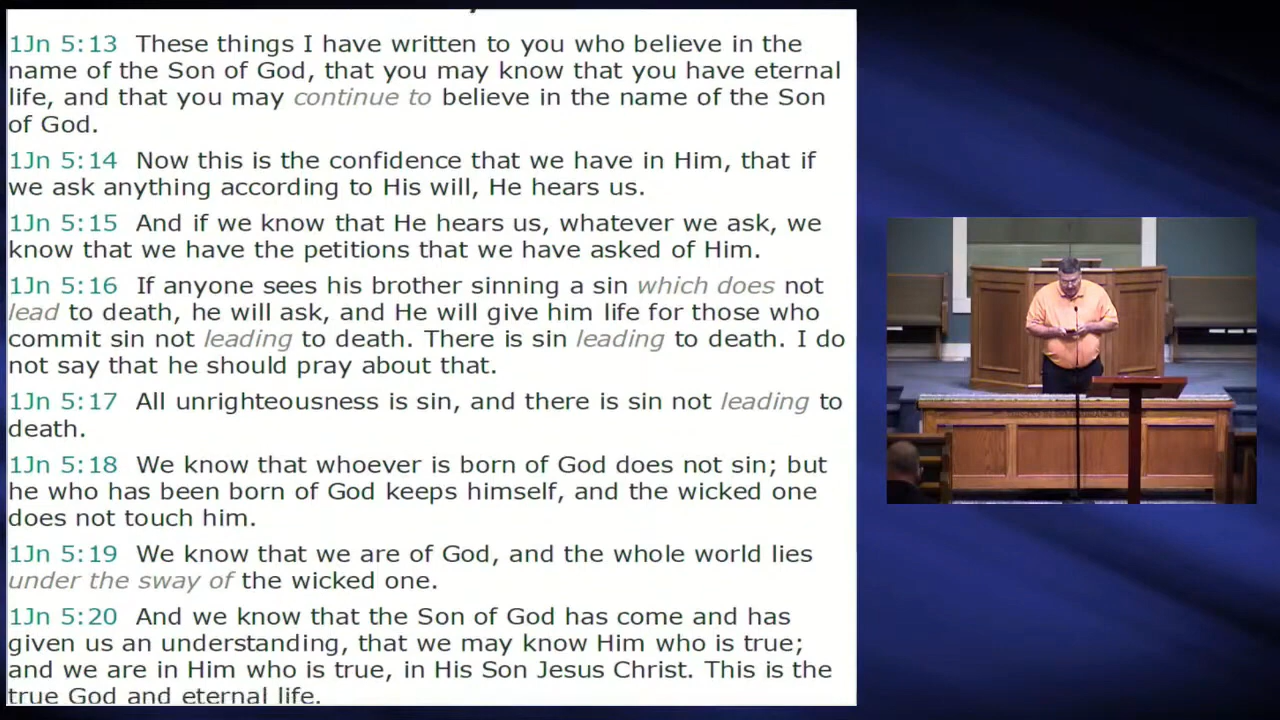 1Jn 5:13 These things I have written to you who believe in the
name of the Son of God, that you may know that you have eternal
life, and that you may continue to believe in the name of the Son
of God.
1Jn 5:14 Now this is the confidence that we have in Him, that if
we ask anything according to His will, He hears us.
1Jn 5:15 And if we know that He hears us, whatever we ask, we
know that we have the petitions that we have asked of Him.
1Jn 5:16 If anyone sees his brother sinning a sin which does not
lead to death, he will ask, and He will give him life for those who
commit sin not leading to death. There is sin leading to death. I do
not say that he should pray about that.
1Jn 5:17 All unrighteousness is sin, and there is sin not leading to
death.
1Jn 5:18 We know that whoever is born of God does not sin; but
he who has been born of God keeps himself, and the wicked one
does not touch him.
1Jn 5:19 We know that we are of God, and the whole world lies
under the sway of the wicked one.
1Jn 5:20 And we know that the Son of God has come and has
given us an understanding, that we may know Him who is true;
and we are in Him who is true, in His Son Jesus Christ. This is the
true God and eternal life.